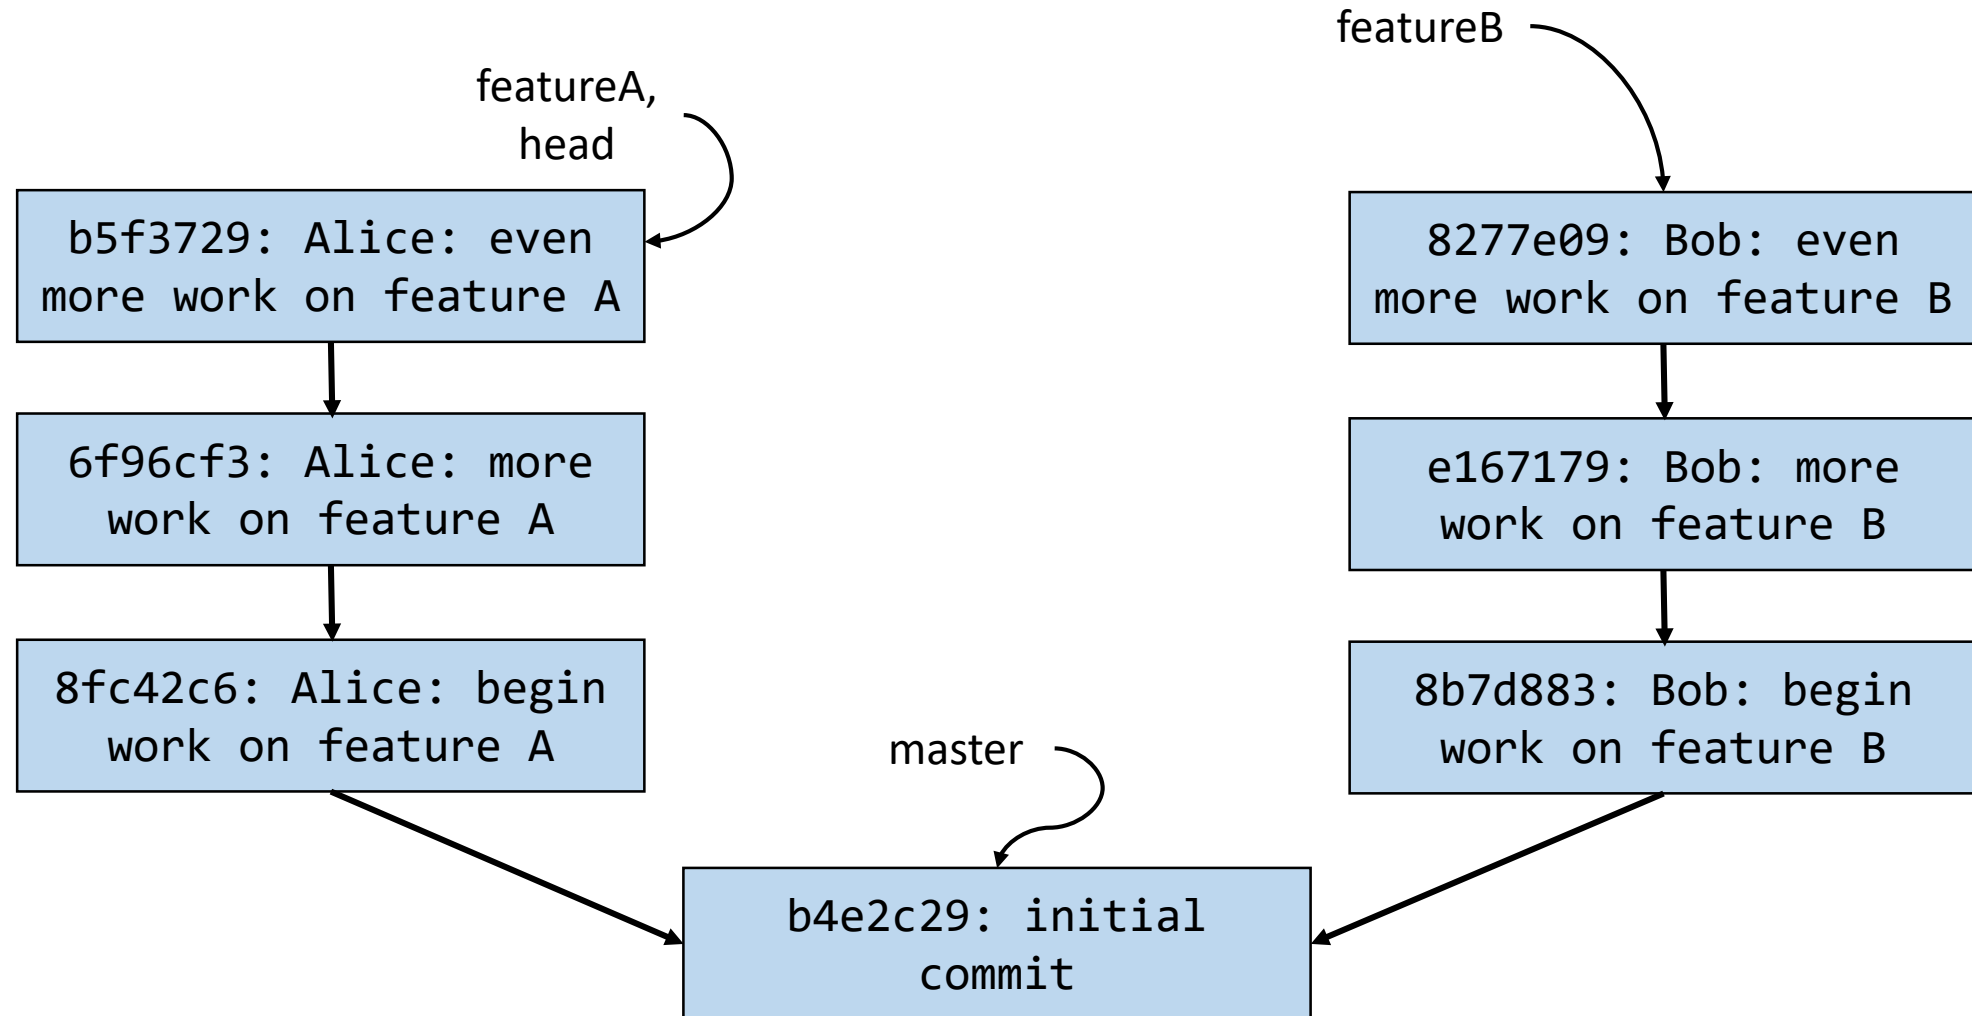 featureB
featureA,
head
b5f3729: Alice: even
more work on feature A
8277e09: Bob: even
more work on feature B
6f96cf3: Alice: more
work on feature A
e167179: Bob: more
work on feature B
8fc42c6: Alice: begin
work on feature A
8b7d883: Bob: begin
work on feature B
master
b4e2c29: initial
commit